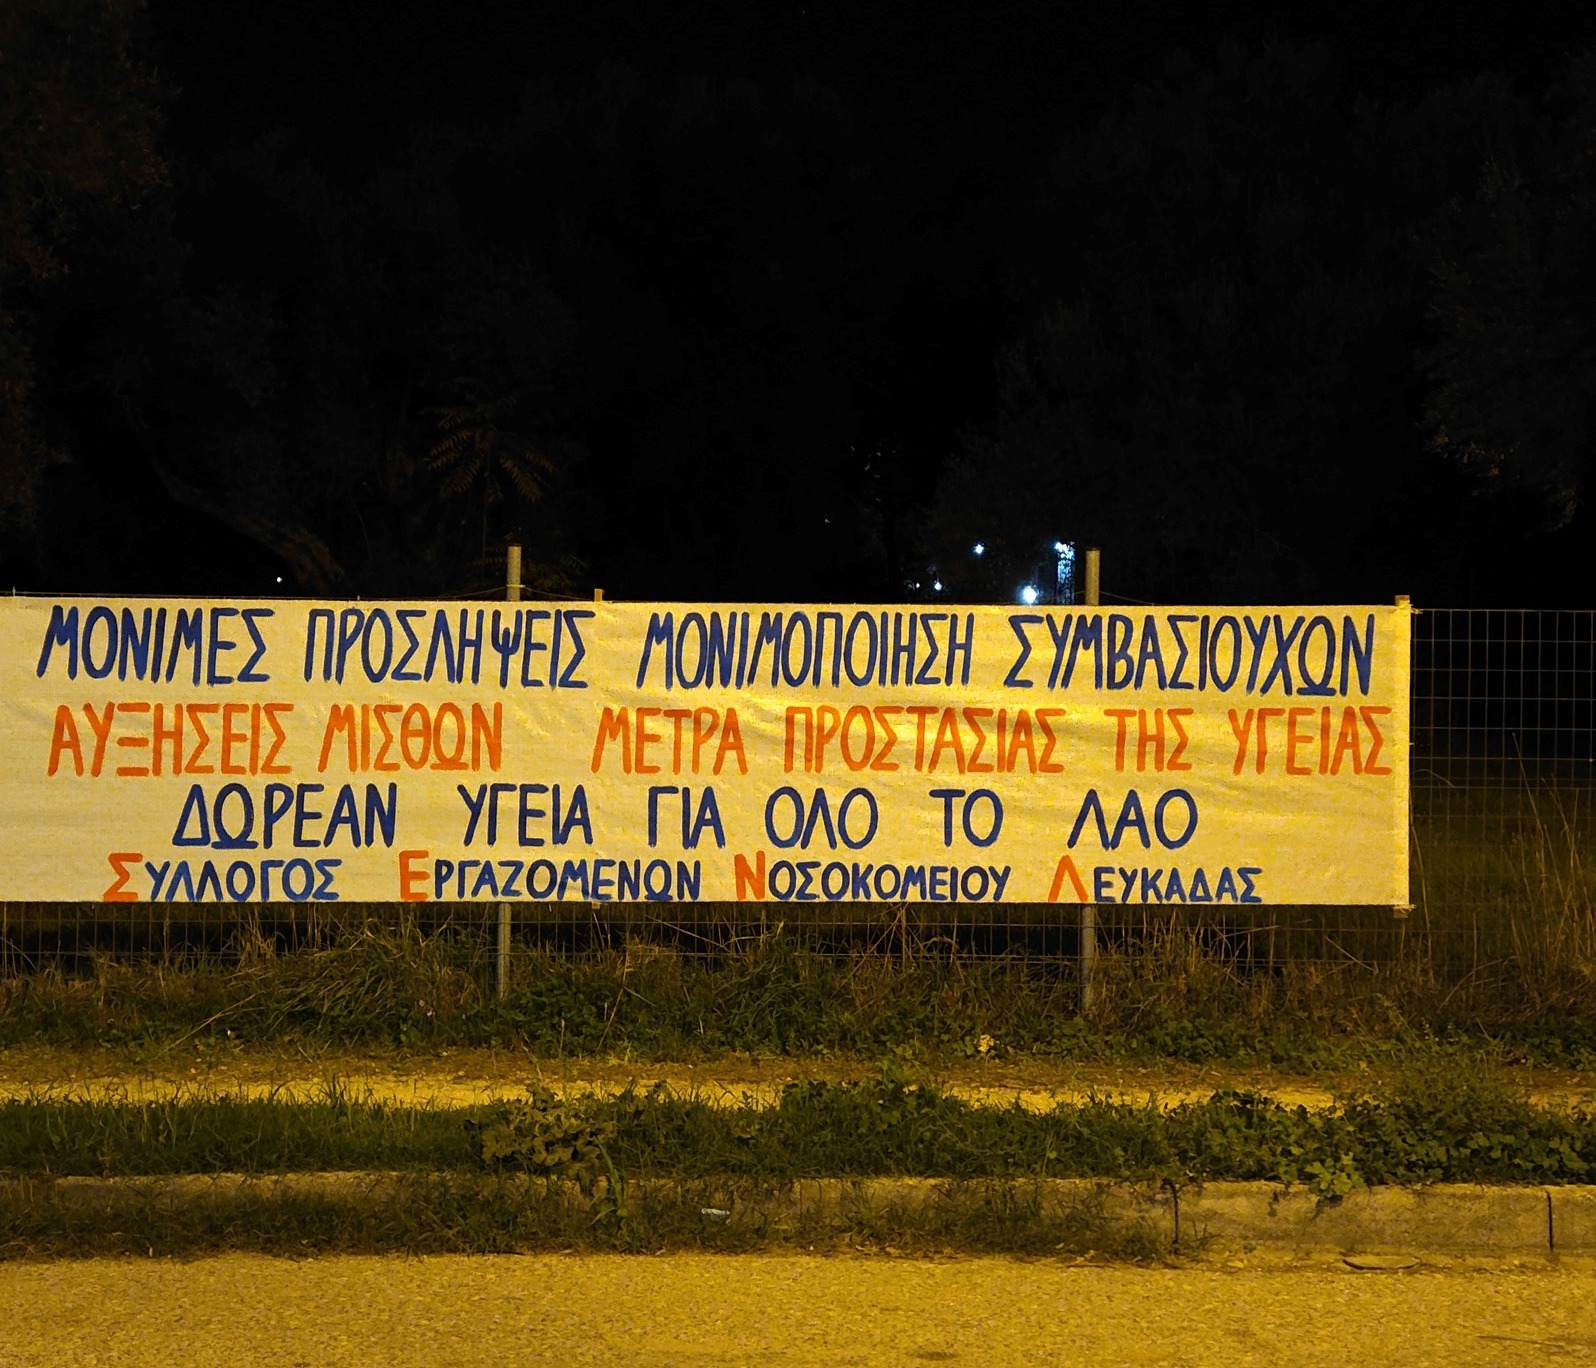 ΜΟΝΙΜΕΣ ΠΡΟΣΛΗΨΕΙΣ ΜΟΝΙΜΟΠΟΙΗΣΗ ΣΥΜΒΑΣΙΟΥΧΩΝ
ΑΥΞΗΣΕΙΣ ΜΙΣΘΩΝ ΜΕΤΡΑ ΠΡΟΣΤΑΣΙΑΣ ΤΗΣ ΥΓΕΙΑΣ
ΔΩΡΕΑΝ ΥΓΕΙΑ ΓΙΑ ΟΛΟ ΤΟ ΛΑΟ
ΣΥΛΛΟΓΟΣ ΕΡΓΑΖΟΜΕΝΩΝ ΝΟΣΟΚΟΜΕΙΟΥ ΛΕΥΚΑΔΑΣ